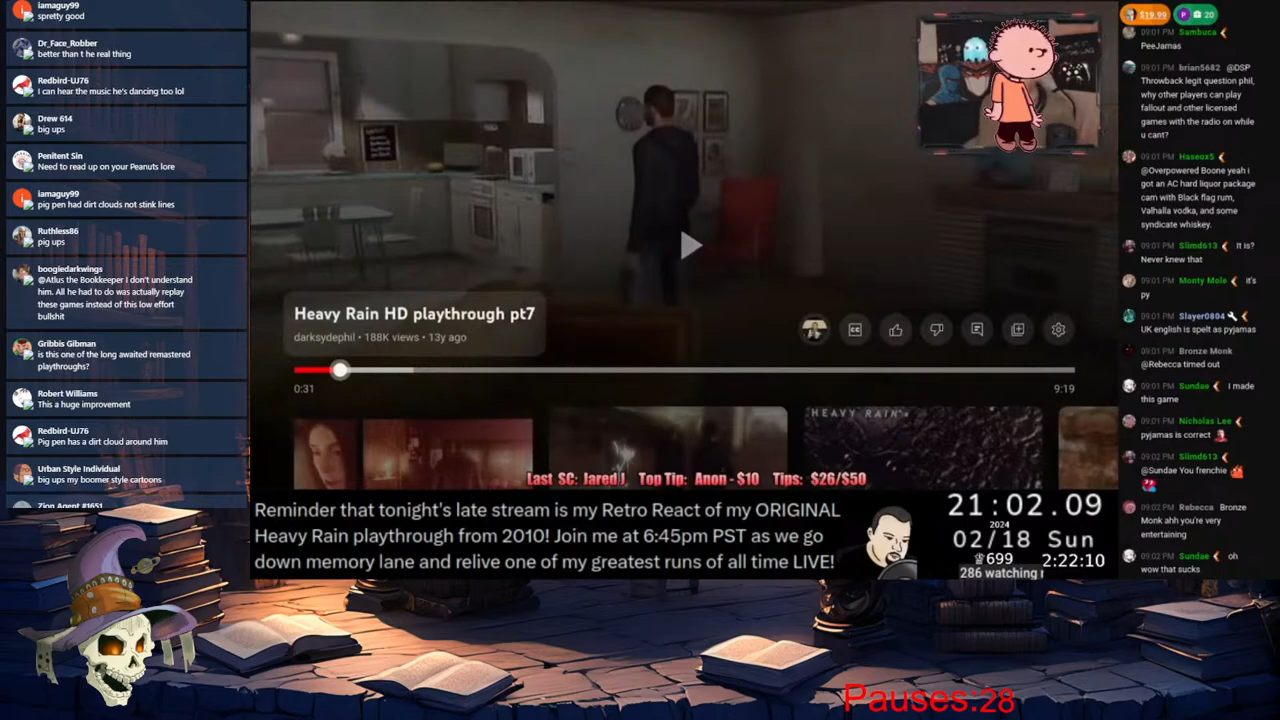 iamaguy99
spretty good
Dr_Face_Robber
better than t he real thing
Redbird-UJ76
I can hear the music he's dancing too lol
Drew 614
big ups
Penitent Sin
Need to read up on your Peanuts lore
iamaguy99
pig pen had dirt clouds not stink lines
Ruthless86
pig ups
boogiedarkwings
@Atlus the Bookkeeper I don't understand
him. All he had to do was actually replay
these games instead of this low effort
bullshit
Gribbis Gibman
is this one of the long awaited remastered
playthroughs?
Robert Williams
This a huge improvement
Redbird-UJ76
Pig pen has a dirt cloud around him
Urban Style Individual
big ups my boomer style cartoons
Zion Agent #1651
Heavy Rain HD playthrough pt7
darksydephil • 188K views • 13y ago
CC
0:31
9:19
HEAVY RAIN
Last SC: Jared J, Top Tip: Anon - $10 Tips: $26/$50
Reminder that tonight's late stream is my Retro React of my ORIGINAL
Heavy Rain playthrough from 2010! Join me at 6:45pm PST as we go
down memory lane and relive one of my greatest runs of all time LIVE!
21:02.09
2024
02/18 Sun
699
2:22:10
286 watching
$19.99
P 20
09:01 PM Sambuca
PeeJamas
09:01 PM brian5682 @DSP
Throwback legit question phil,
why other players can play
fallout and other licensed
games with the radio on while
u cant?
09:01 PM Haseox5
@Overpowered Boone yeah i
got an AC hard liquor package
cam with Black flag rum,
Valhalla vodka, and some
syndicate whiskey.
09:01 PM Slimd613 It is?
Never knew that
09:01 PM Monty Mole it's
py
09:01 PM Slayer0804
UK english is spelt as pyjamas
09:01 PM Bronze Monk
@Rebecca timed out
09:01 PM Sundae I made
this game
09:01 PM Nicholas Lee
pyjamas is correct
09:02 PM Slimd613
@Sundae You frenchie
09:02 PM Rebecca Bronze
Monk ahh you're very
entertaining
09:02 PM Sundae oh
wow that sucks
Pauses:28